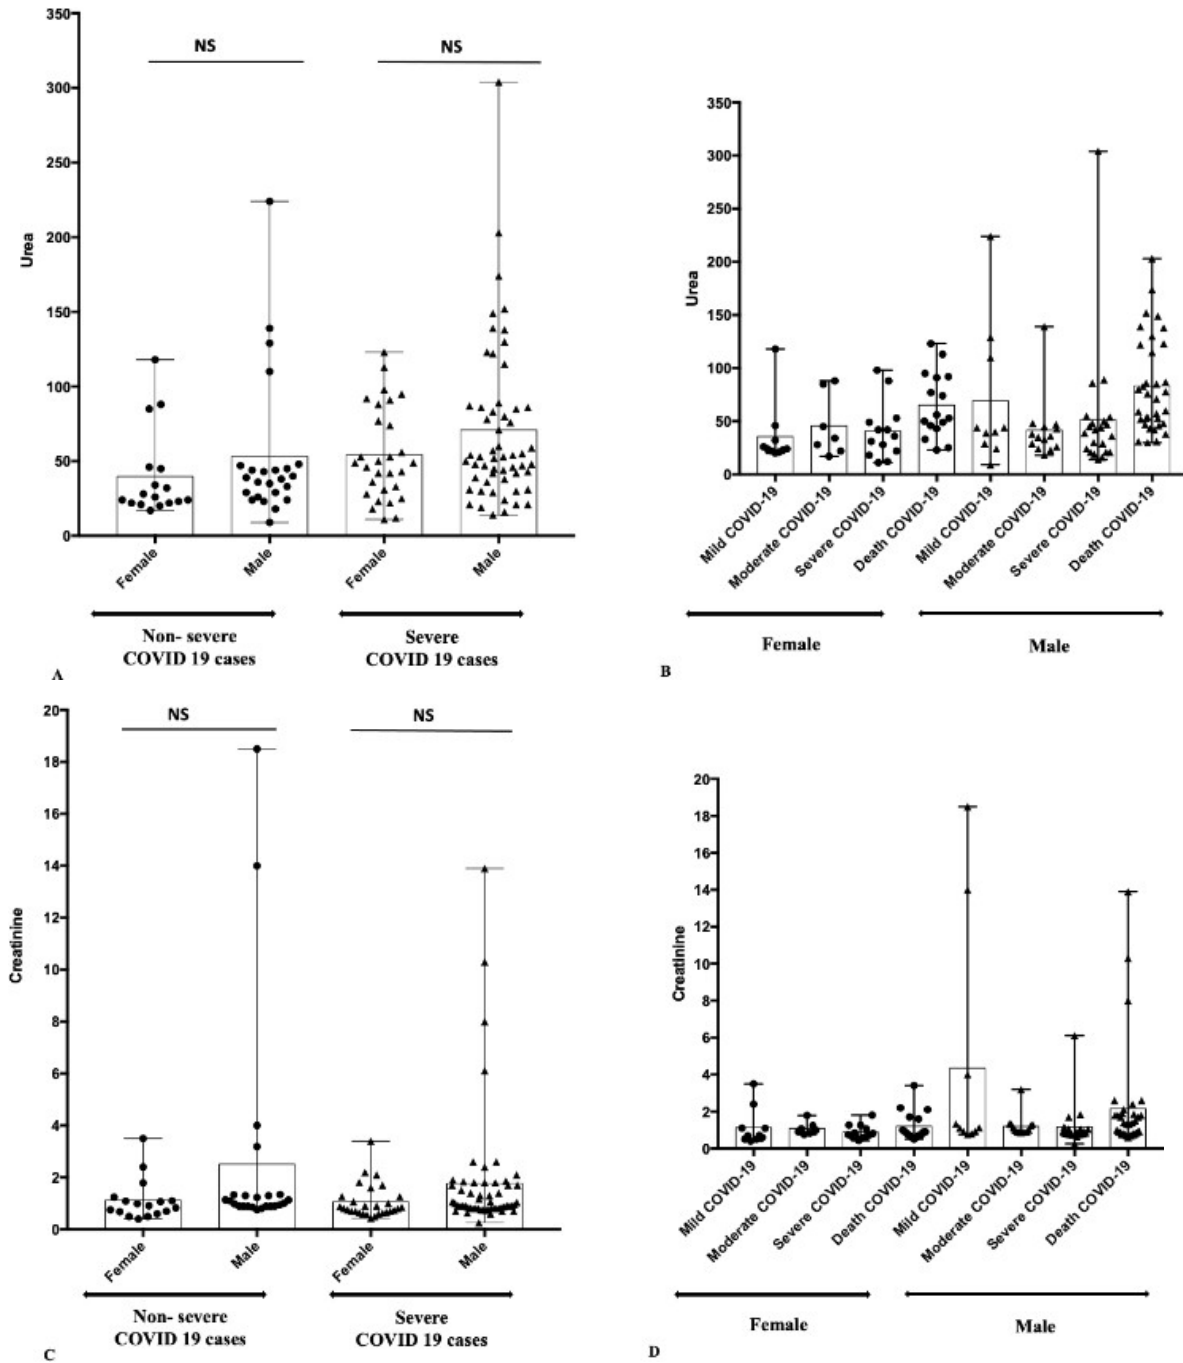 350
300
250
200
150
100
50
0
Urea
NS
NS
Female
Male
Female
Male
Non- severe
COVID 19 cases
Severe
COVID 19 cases
A
350
300
250
200
150
100
50
0
Urea
Mild COVID-19
Moderate COVID-19
Severe COVID-19
Death COVID-19
Mild COVID-19
Moderate COVID-19
Severe COVID-19
Death COVID-19
Female
Male
B
20
18
16
14
12
10
8
6
4
2
0
Creatinine
NS
NS
Female
Male
Female
Male
Non- severe
COVID 19 cases
Severe
COVID 19 cases
C
20
18
16
14
12
10
8
6
4
2
0
Creatinine
Mild COVID-19
Moderate COVID-19
Severe COVID-19
Death COVID-19
Mild COVID-19
Moderate COVID-19
Severe COVID-19
Death COVID-19
Female
Male
D